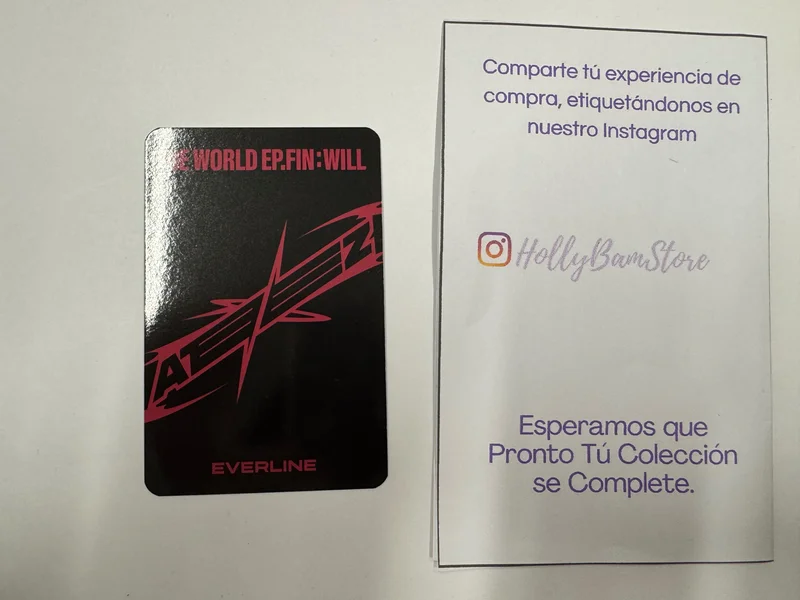 WORLD EP.FIN:WILL
ATEEZ
EVERLINE
Comparte tú experiencia de
compra, etiquetándonos en
nuestro Instagram
HollyBamStore
Esperamos que
Pronto Tú Colección
se Complete.